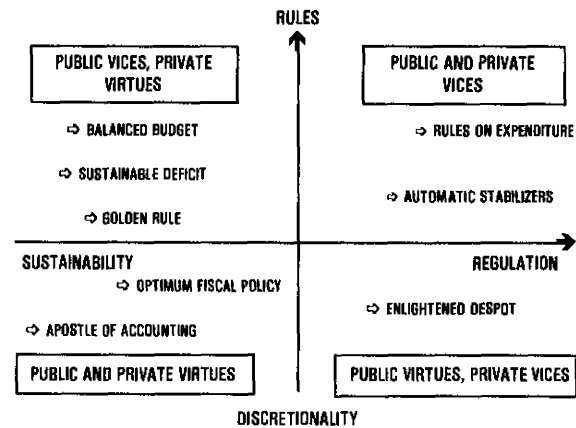 RULES
PUBLIC VICES, PRIVATE
VIRTUES
PUBLIC AND PRIVATE
VICES
⇨ BALANCED BUDGET
⇨ RULES ON EXPENDITURE
⇨ SUSTAINABLE DEFICIT
⇨ AUTOMATIC STABILIZERS
⇨ GOLDEN RULE
SUSTAINABILITY
REGULATION
⇨ OPTIMUM FISCAL POLICY
⇨ ENLIGHTENED DESPOT
⇨ APOSTLE OF ACCOUNTING
PUBLIC AND PRIVATE VIRTUES
PUBLIC VIRTUES, PRIVATE VICES
DISCRETIONALITY